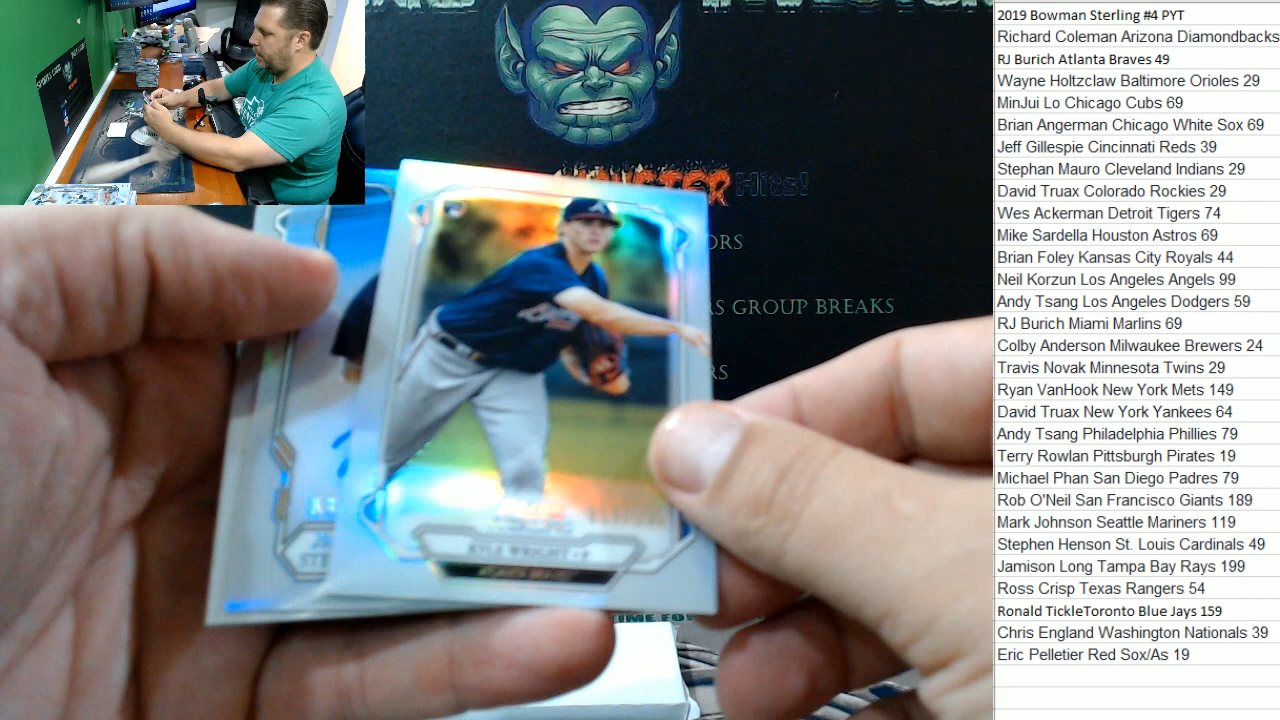 2019 Bowman Sterling #4 PYT
Richard Coleman Arizona Diamondbacks
RJ Burich Atlanta Braves 49
Wayne Holtzclaw Baltimore Orioles 29
MinJui Lo Chicago Cubs 69
Brian Angerman Chicago White Sox 69
Jeff Gillespie Cincinnati Reds 39
Stephan Mauro Cleveland Indians 29
David Truax Colorado Rockies 29
Wes Ackerman Detroit Tigers 74
Mike Sardella Houston Astros 69
Brian Foley Kansas City Royals 44
Neil Korzun Los Angeles Angels 99
Andy Tsang Los Angeles Dodgers 59
RJ Burich Miami Marlins 69
Colby Anderson Milwaukee Brewers 24
Travis Novak Minnesota Twins 29
Ryan VanHook New York Mets 149
David Truax New York Yankees 64
Andy Tsang Philadelphia Phillies 79
Terry Rowlan Pittsburgh Pirates 19
Michael Phan San Diego Padres 79
Rob O'Neil San Francisco Giants 189
Mark Johnson Seattle Mariners 119
Stephen Henson St. Louis Cardinals 49
Jamison Long Tampa Bay Rays 199
Ross Crisp Texas Rangers 54
Ronald TickleToronto Blue Jays 159
Chris England Washington Nationals 39
Eric Pelletier Red Sox/As 19
Hits!
ORS
S GROUP BREAKS
RS
KYLE WRIGHT
STE
TIME FOR